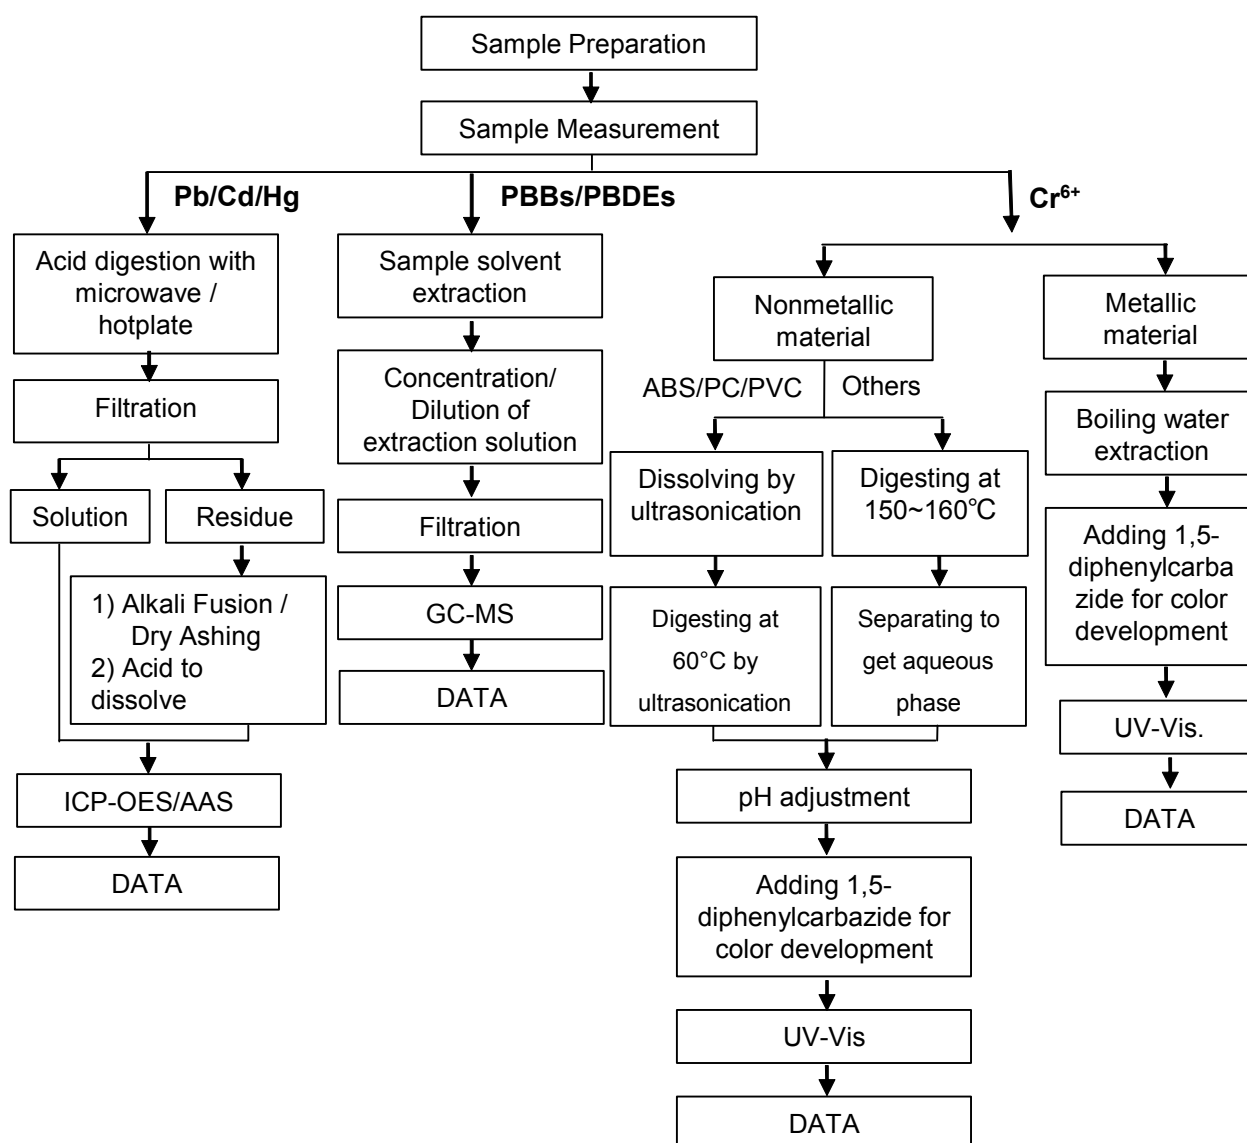 Sample Preparation
Sample Measurement
Pb/Cd/Hg
PBBs/PBDEs
Cr⁶⁺
Acid digestion with
microwave /
hotplate
Filtration
Solution
Residue
1) Alkali Fusion /
Dry Ashing
2) Acid to
dissolve
ICP-OES/AAS
DATA
Sample solvent
extraction
Concentration/
Dilution of
extraction solution
Filtration
GC-MS
DATA
Nonmetallic
material
ABS/PC/PVC
Others
Dissolving by
ultrasonication
Digesting at
60°C by
ultrasonication
Digesting at
150~160℃
Separating to
get aqueous
phase
pH adjustment
Adding 1,5-
diphenylcarbazide for
color development
UV-Vis
DATA
Metallic
material
Boiling water
extraction
Adding 1,5-
diphenylcarba
zide for color
development
UV-Vis.
DATA